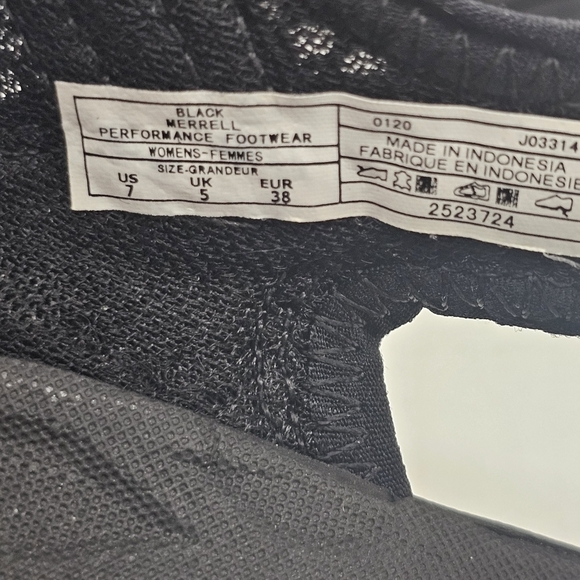 BLACK
MERRELL
PERFORMANCE FOOTWEAR
WOMENS-FEMMES
SIZE-GRANDEUR
US UK EUR
7 5 38
0120 J03314
MADE IN INDONESIA
FABRIQUE EN INDONESIE
2523724